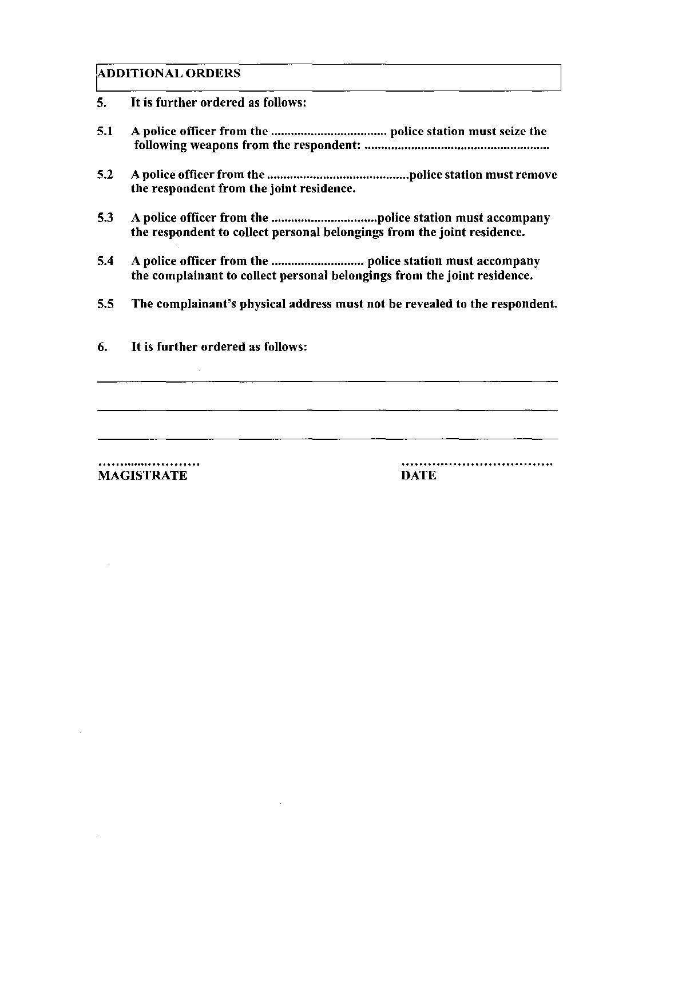 ADDITIONAL ORDERS
5. It is further ordered as follows:
5.1 A police officer from the ................................... police station must seize the
following weapons from the respondent: ........................................................
5.2 A police officer from the ...........................................police station must remove
the respondent from the joint residence.
5.3 A police officer from the ................................police station must accompany
the respondent to collect personal belongings from the joint residence.
5.4 A police officer from the ............................ police station must accompany
the complainant to collect personal belongings from the joint residence.
5.5 The complainant's physical address must not be revealed to the respondent.
6. It is further ordered as follows:
........................ ...................................
MAGISTRATE DATE